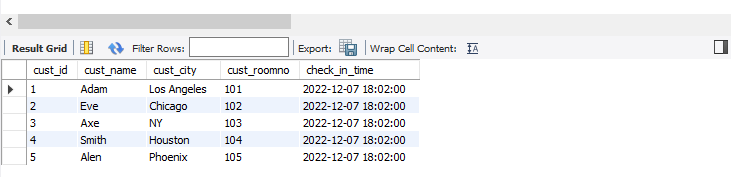 Result Grid Filter Rows: Export: Wrap Cell Content: IA
cust_id cust_name cust_city cust_roomno check_in_time
1 Adam Los Angeles 101 2022-12-07 18:02:00
2 Eve Chicago 102 2022-12-07 18:02:00
3 Axe NY 103 2022-12-07 18:02:00
4 Smith Houston 104 2022-12-07 18:02:00
5 Alen Phoenix 105 2022-12-07 18:02:00